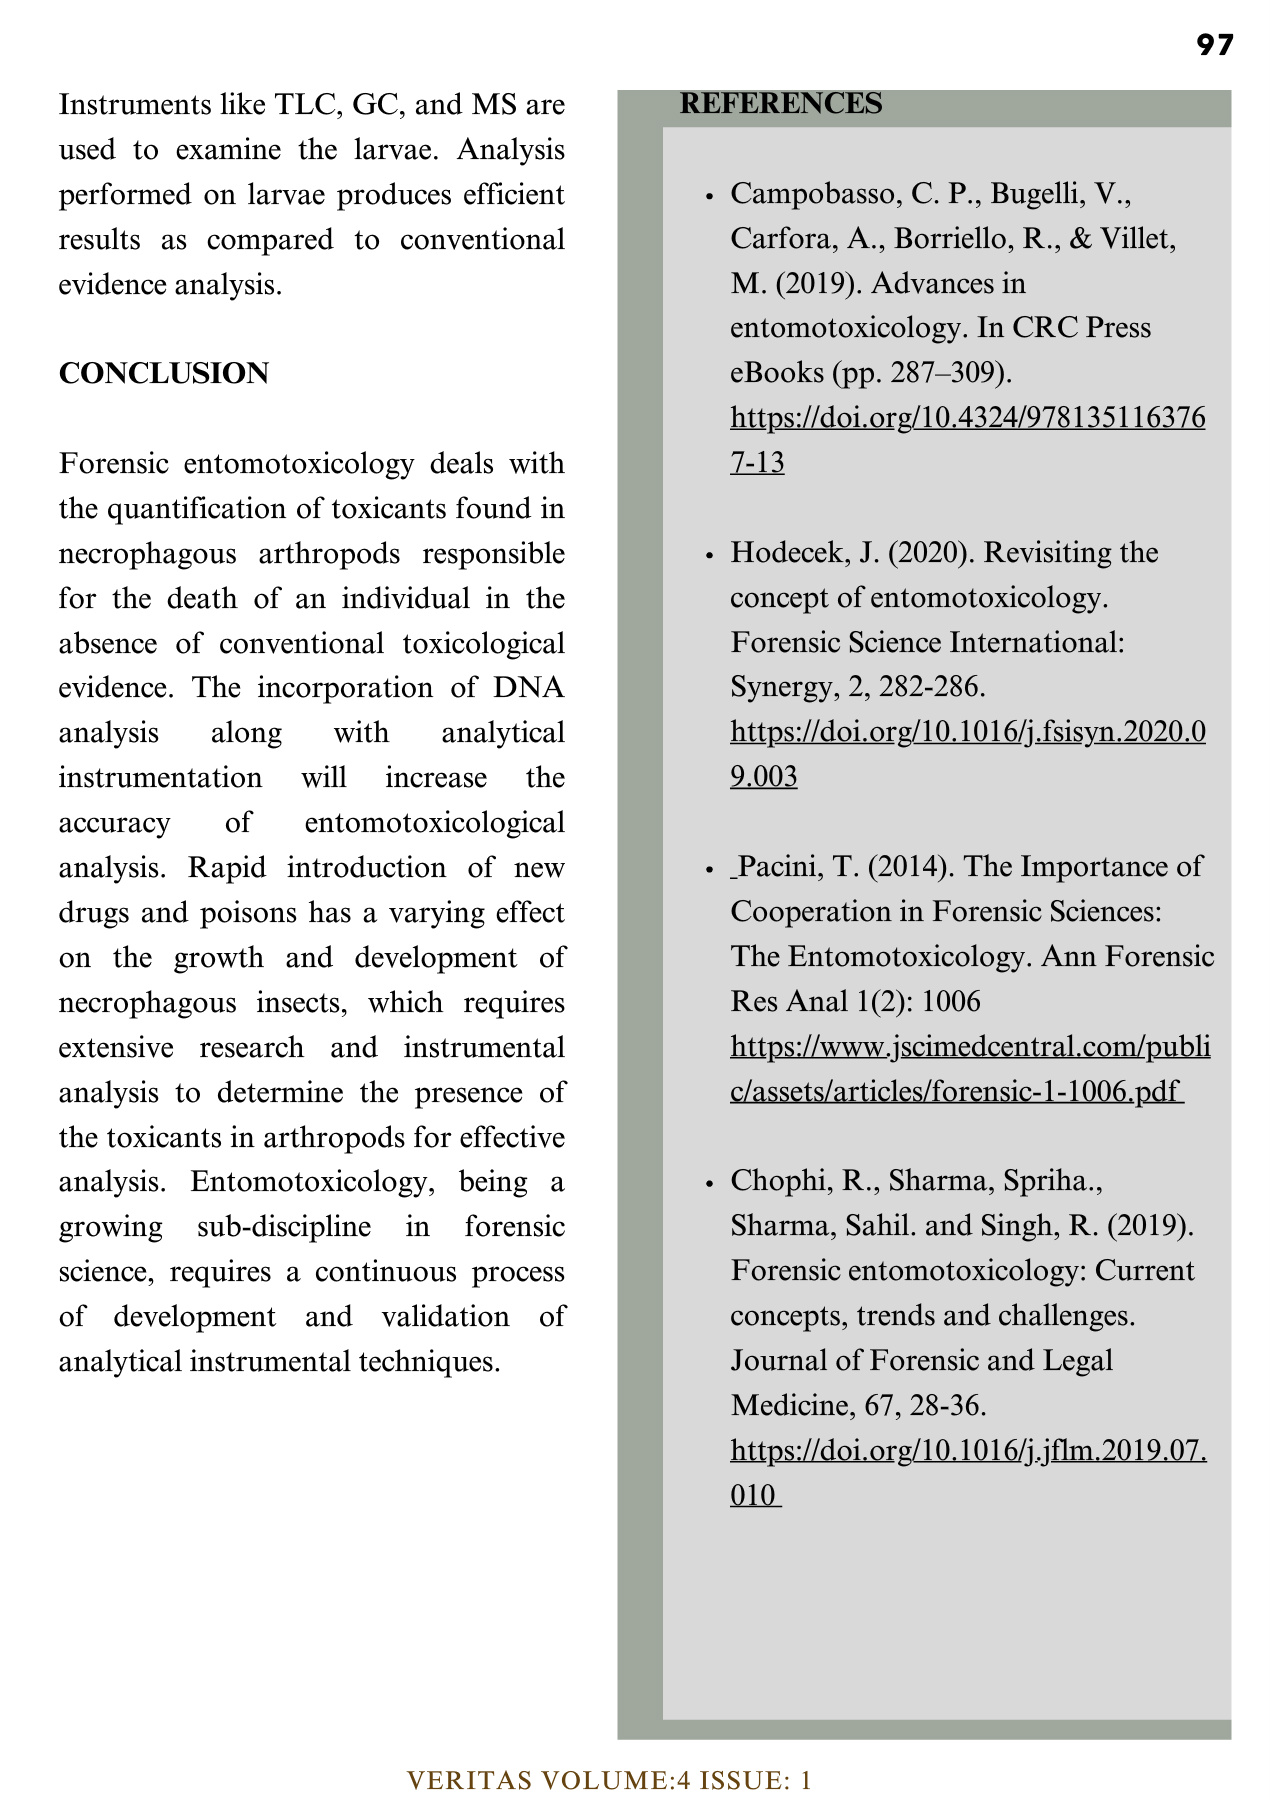 97
Instruments like TLC, GC, and MS are
used to examine the larvae. Analysis
performed on larvae produces efficient
results as compared to conventional
evidence analysis.
CONCLUSION
Forensic entomotoxicology deals with
the quantification of toxicants found in
necrophagous arthropods responsible
for the death of an individual in the
absence of conventional toxicological
evidence. The incorporation of DNA
analysis along with analytical
instrumentation will increase the
accuracy of entomotoxicological
analysis. Rapid introduction of new
drugs and poisons has a varying effect
on the growth and development of
necrophagous insects, which requires
extensive research and instrumental
analysis to determine the presence of
the toxicants in arthropods for effective
analysis. Entomotoxicology, being a
growing sub-discipline in forensic
science, requires a continuous process
of development and validation of
analytical instrumental techniques.
REFERENCES
• Campobasso, C. P., Bugelli, V.,
Carfora, A., Borriello, R., & Villet,
M. (2019). Advances in
entomotoxicology. In CRC Press
eBooks (pp. 287–309).
https://doi.org/10.4324/978135116376
7-13
• Hodecek, J. (2020). Revisiting the
concept of entomotoxicology.
Forensic Science International:
Synergy, 2, 282-286.
https://doi.org/10.1016/j.fsisyn.2020.0
9.003
• Pacini, T. (2014). The Importance of
Cooperation in Forensic Sciences:
The Entomotoxicology. Ann Forensic
Res Anal 1(2): 1006
https://www.jscimedcentral.com/publi
c/assets/articles/forensic-1-1006.pdf
• Chophi, R., Sharma, Spriha.,
Sharma, Sahil. and Singh, R. (2019).
Forensic entomotoxicology: Current
concepts, trends and challenges.
Journal of Forensic and Legal
Medicine, 67, 28-36.
https://doi.org/10.1016/j.jflm.2019.07.
010
VERITAS VOLUME:4 ISSUE: 1